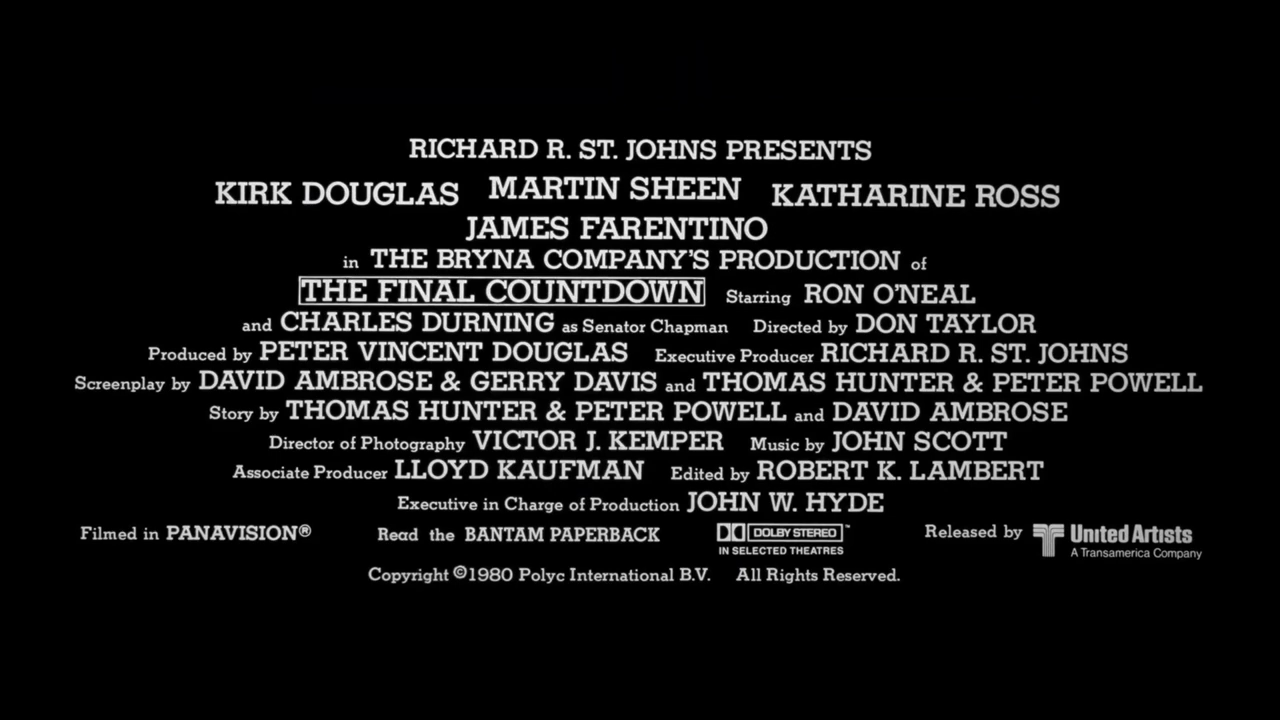 RICHARD R. ST. JOHNS PRESENTS
KIRK DOUGLAS MARTIN SHEEN KATHARINE ROSS
JAMES FARENTINO
in THE BRYNA COMPANY'S PRODUCTION of
THE FINAL COUNTDOWN Starring RON O'NEAL
and CHARLES DURNING as Senator Chapman Directed by DON TAYLOR
Produced by PETER VINCENT DOUGLAS Executive Producer RICHARD R. ST. JOHNS
Screenplay by DAVID AMBROSE & GERRY DAVIS and THOMAS HUNTER & PETER POWELL
Story by THOMAS HUNTER & PETER POWELL and DAVID AMBROSE
Director of Photography VICTOR J. KEMPER Music by JOHN SCOTT
Associate Producer LLOYD KAUFMAN Edited by ROBERT K. LAMBERT
Executive in Charge of Production JOHN W. HYDE
Filmed in PANAVISION® Read the BANTAM PAPERBACK DOLBY STEREO™ Released by United Artists
IN SELECTED THEATRES A Transamerica Company
Copyright ©1980 Polyc International B.V. All Rights Reserved.